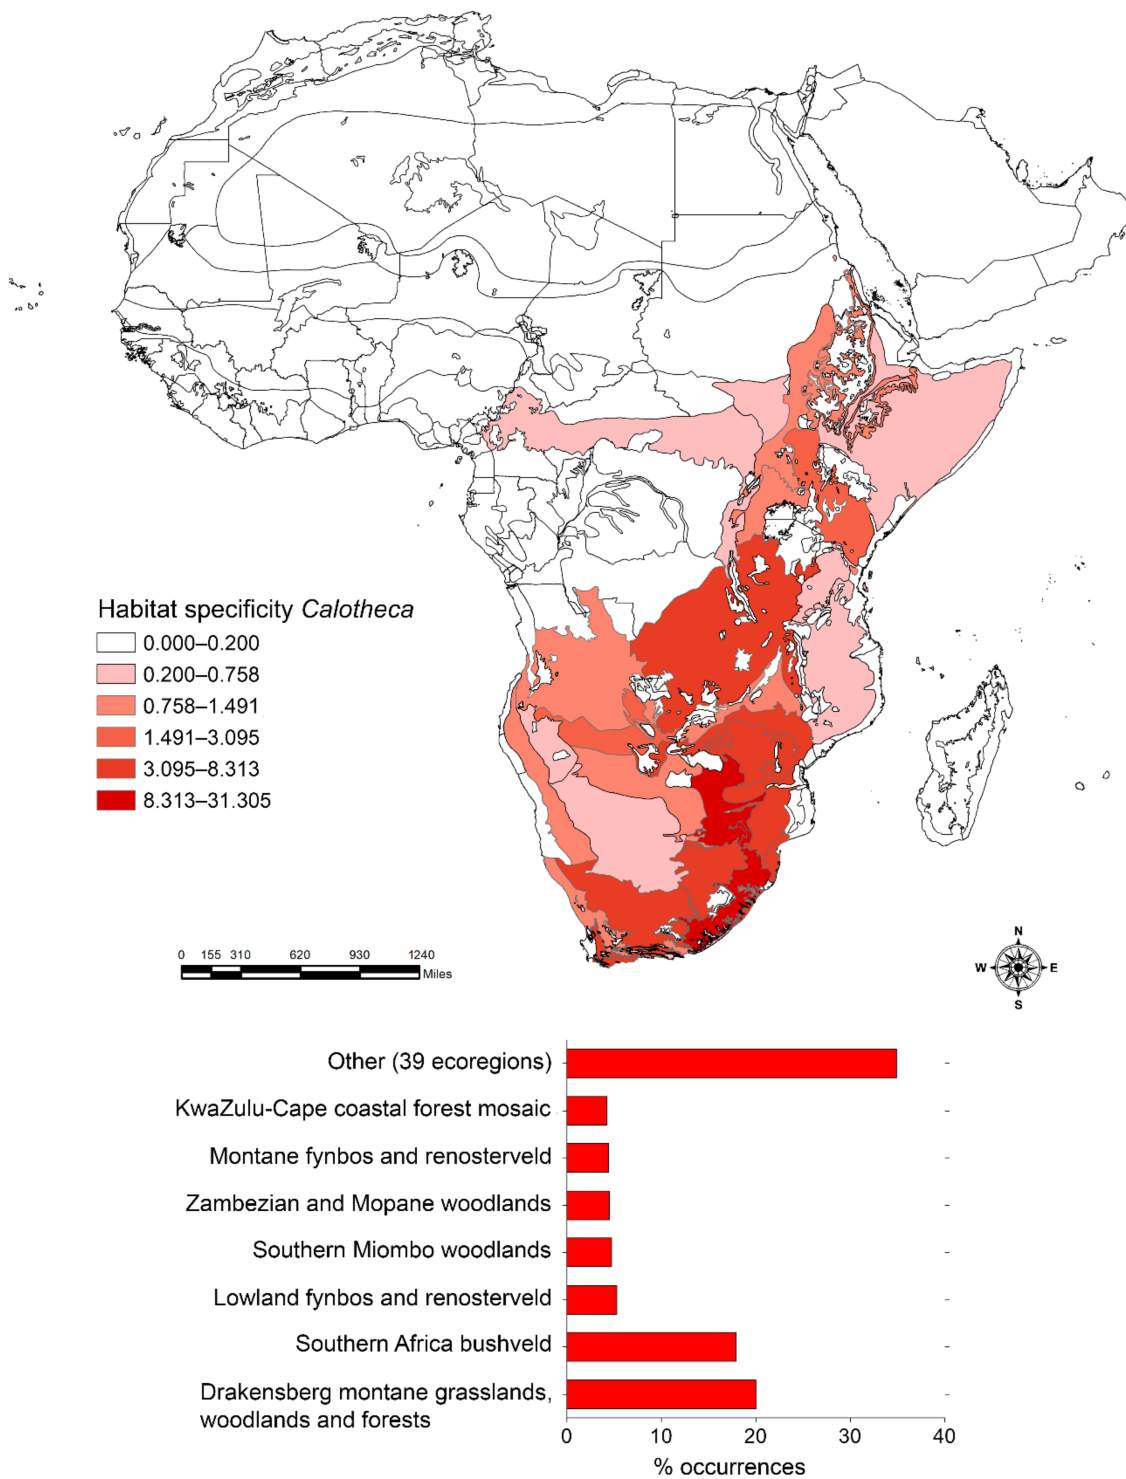 Habitat specificity Calotheca
0.000–0.200
0.200–0.758
0.758–1.491
1.491–3.095
3.095–8.313
8.313–31.305
0 155 310 620 930 1240
Miles
N
W E
S
Other (39 ecoregions)
KwaZulu-Cape coastal forest mosaic
Montane fynbos and renosterveld
Zambezian and Mopane woodlands
Southern Miombo woodlands
Lowland fynbos and renosterveld
Southern Africa bushveld
Drakensberg montane grasslands,
woodlands and forests
0 10 20 30 40
% occurrences